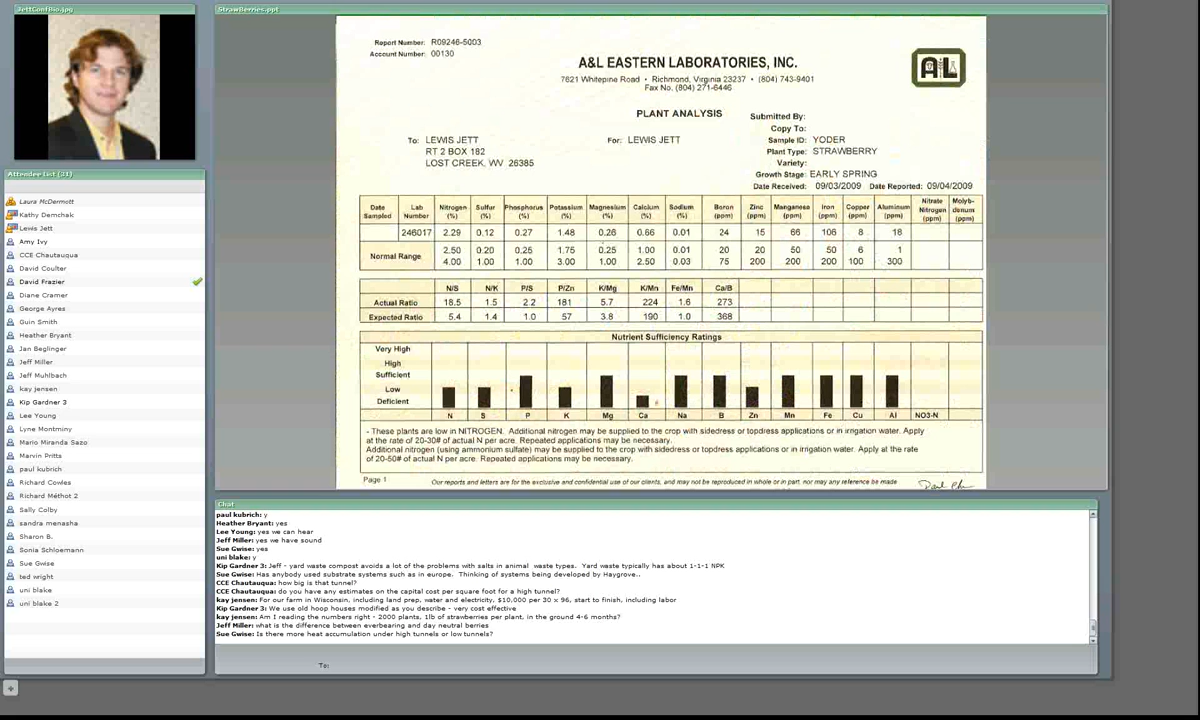 JettConfBio.jpg
Attendee List (31)
Laura McDermott
Kathy Demchak
Lewis Jett
Amy Ivy
CCE Chautauqua
David Coulter
David Frazier
Diane Cramer
George Ayres
Guin Smith
Heather Bryant
Jan Beglinger
Jeff Miller
Jeff Muhlbach
kay jensen
Kip Gardner 3
Lee Young
Lyne Montminy
Mario Miranda Sazo
Marvin Pritts
paul kubrich
Richard Cowles
Richard Méthot 2
Sally Colby
sandra menasha
Sharon B.
Sonia Schloemann
Sue Gwise
ted wright
uni blake
uni blake 2
StrawBerries.ppt
Report Number: R09246-5003
Account Number: 00130
A&L EASTERN LABORATORIES, INC.
7621 Whitepine Road • Richmond, Virginia 23237 • (804) 743-9401
Fax No. (804) 271-6446
A L
PLANT ANALYSIS
To: LEWIS JETT
RT 2 BOX 182
LOST CREEK, WV 26385
For: LEWIS JETT
Submitted By:
Copy To:
Sample ID: YODER
Plant Type: STRAWBERRY
Variety:
Growth Stage: EARLY SPRING
Date Received: 09/03/2009 Date Reported: 09/04/2009
Date Sampled Lab Number Nitrogen (%) Sulfur (%) Phosphorus (%) Potassium (%) Magnesium (%) Calcium (%) Sodium (%) Boron (ppm) Zinc (ppm) Manganese (ppm) Iron (ppm) Copper (ppm) Aluminum (ppm) Nitrate Nitrogen (ppm) Molyb-denum (ppm)
246017 2.29 0.12 0.27 1.48 0.26 0.66 0.01 24 15 66 106 8 18
Normal Range 2.50 0.20 0.25 1.75 0.25 1.00 0.01 20 20 50 50 6 1
4.00 1.00 1.00 3.00 1.00 2.50 0.03 75 200 200 200 100 300
N/S N/K P/S P/Zn K/Mg K/Mn Fe/Mn Ca/B
Actual Ratio 18.5 1.5 2.2 181 5.7 224 1.6 273
Expected Ratio 5.4 1.4 1.0 57 3.8 190 1.0 368
Nutrient Sufficiency Ratings
Very High
High
Sufficient
Low
Deficient
N S P K Mg Ca Na B Zn Mn Fe Cu Al NO3-N
- These plants are low in NITROGEN. Additional nitrogen may be supplied to the crop with sidedress or topdress applications or in irrigation water. Apply
at the rate of 20-30# of actual N per acre. Repeated applications may be necessary.
Additional nitrogen (using ammonium sulfate) may be supplied to the crop with sidedress or topdress applications or in irrigation water. Apply at the rate
of 20-50# of actual N per acre. Repeated applications may be necessary.
Page 1
Our reports and letters are for the exclusive and confidential use of our clients, and may not be reproduced in whole or in part, nor may any reference be made
Chat
paul kubrich: y
Heather Bryant: yes
Lee Young: yes we can hear
Jeff Miller: yes we have sound
Sue Gwise: yes
uni blake: y
Kip Gardner 3: Jeff - yard waste compost avoids a lot of the problems with salts in animal waste types. Yard waste typically has about 1-1-1 NPK
Sue Gwise: Has anybody used substrate systems such as in europe. Thinking of systems being developed by Haygrove..
CCE Chautauqua: how big is that tunnel?
CCE Chautauqua: do you have any estimates on the capital cost per square foot for a high tunnel?
kay jensen: For our farm in Wisconsin, including land prep, water and electricity, $10,000 per 30 x 96, start to finish, including labor
Kip Gardner 3: We use old hoop houses modified as you describe - very cost effective
kay jensen: Am I reading the numbers right - 2000 plants, 1lb of strawberries per plant, in the ground 4-6 months?
Jeff Miller: what is the difference between everbearing and day neutral berries
Sue Gwise: Is there more heat accumulation under high tunnels or low tunnels?
To: